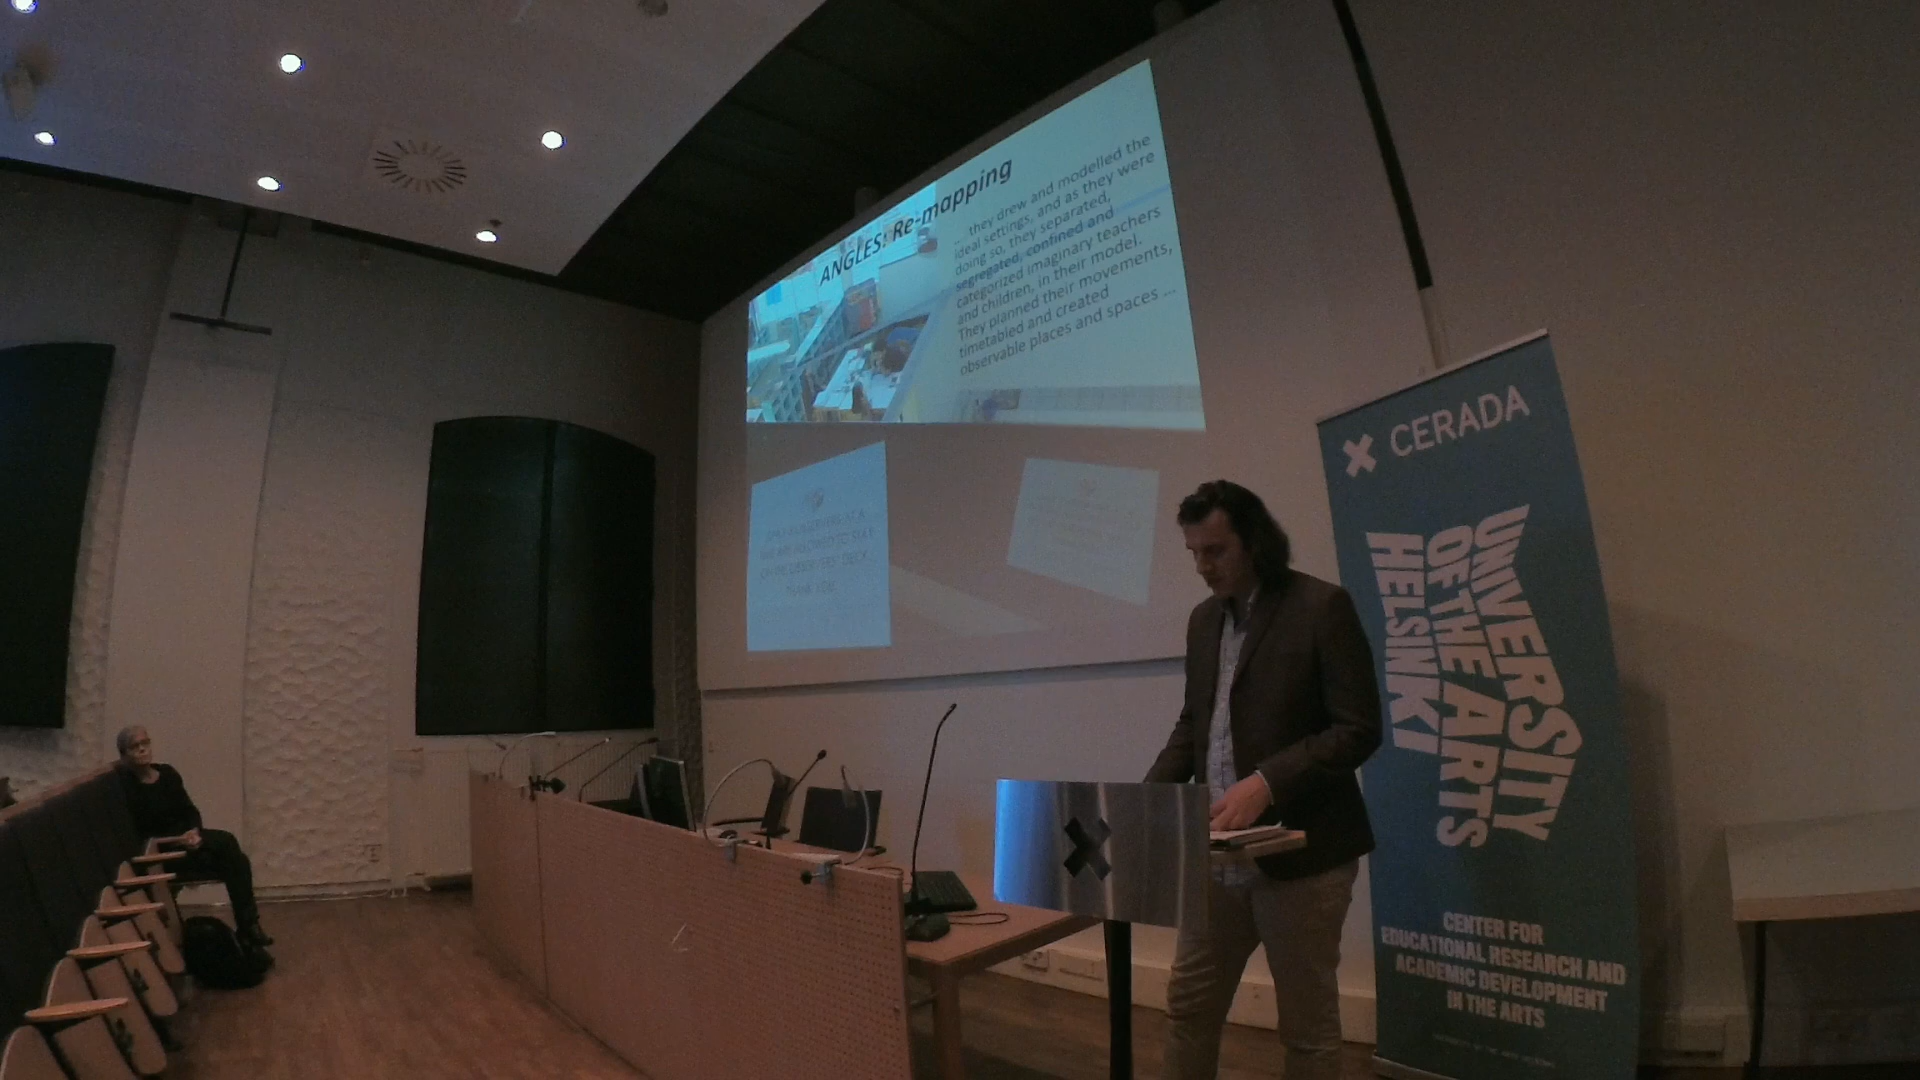 ANGLES: Re-mapping
... they drew and modelled the
ideal settings, and as they were
doing so, they separated,
segregated, confined and
categorized imaginary teachers
and children, in their model.
They planned their movements,
timetabled and created
observable places and spaces ...
THANK YOU
CERADA
UNIVERSITY
OF THE ARTS
HELSINKI
CENTER FOR
EDUCATIONAL RESEARCH AND
ACADEMIC DEVELOPMENT
IN THE ARTS